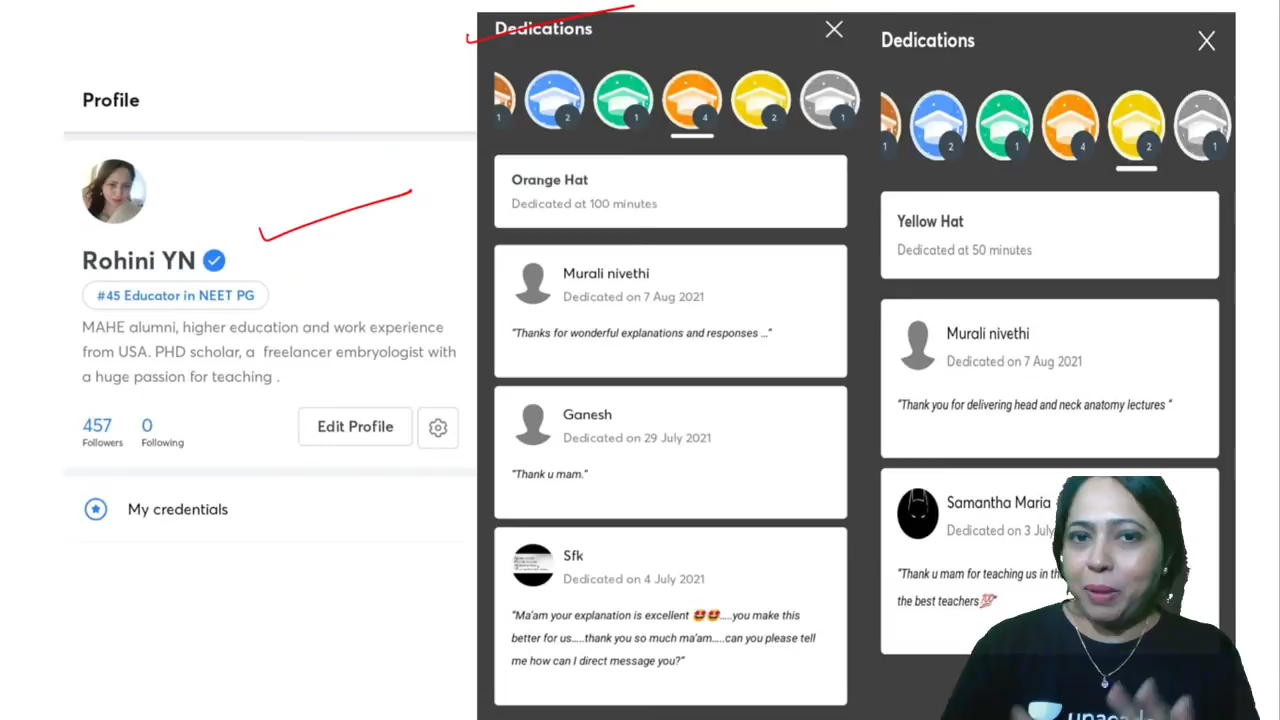 Profile
Rohini YN
#45 Educator in NEET PG
MAHE alumni, higher education and work experience
from USA. PHD scholar, a freelancer embryologist with
a huge passion for teaching .
457
Followers
0
Following
Edit Profile
My credentials
Dedications
1
2
1
4
2
1
Orange Hat
Dedicated at 100 minutes
Murali nivethi
Dedicated on 7 Aug 2021
"Thanks for wonderful explanations and responses ..."
Ganesh
Dedicated on 29 July 2021
"Thank u mam."
Sfk
Dedicated on 4 July 2021
"Ma'am your explanation is excellent 🤩🤩.....you make this
better for us.....thank you so much ma'am.....can you please tell
me how can I direct message you?"
Dedications
1
2
1
4
2
1
Yellow Hat
Dedicated at 50 minutes
Murali nivethi
Dedicated on 7 Aug 2021
"Thank you for delivering head and neck anatomy lectures "
Samantha Maria
Dedicated on 3 July
"Thank u mam for teaching us in
the best teachers💯"